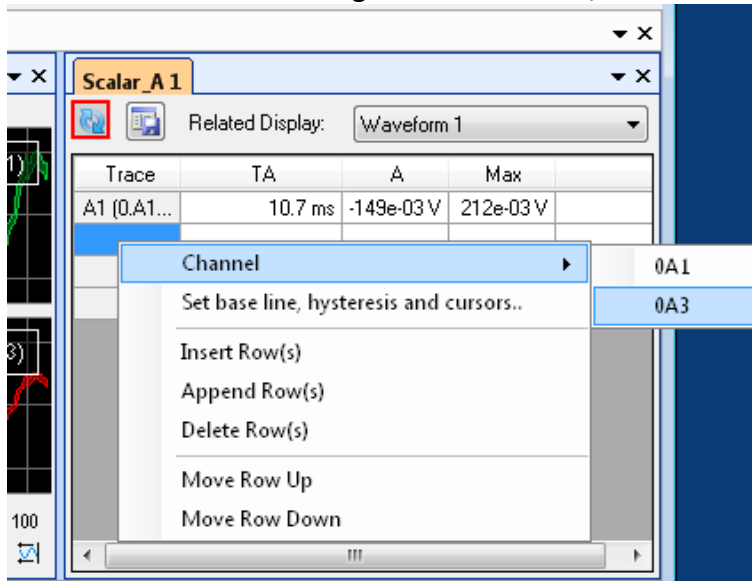 Scalar_A 1
Related Display: Waveform 1
1)
Trace TA A Max
A1 (0.A1... 10.7 ms -149e-03 V 212e-03 V
Channel
0A1
Set base line, hysteresis and cursors..
0A3
3)
Insert Row(s)
Append Row(s)
Delete Row(s)
Move Row Up
100
Move Row Down